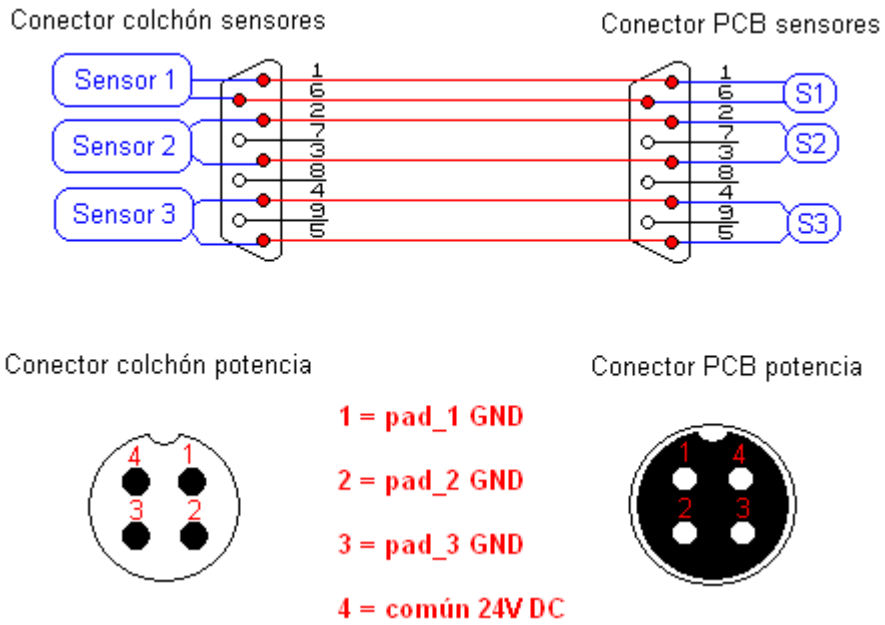 Conector colchón sensores
Conector PCB sensores
Sensor 1
Sensor 2
Sensor 3
1
6
2
7
3
8
4
9
5
1
6
2
7
3
8
4
9
5
S1
S2
S3
Conector colchón potencia
Conector PCB potencia
4 1
3 2
1 = pad_1 GND
2 = pad_2 GND
3 = pad_3 GND
4 = común 24V DC
1 4
2 3